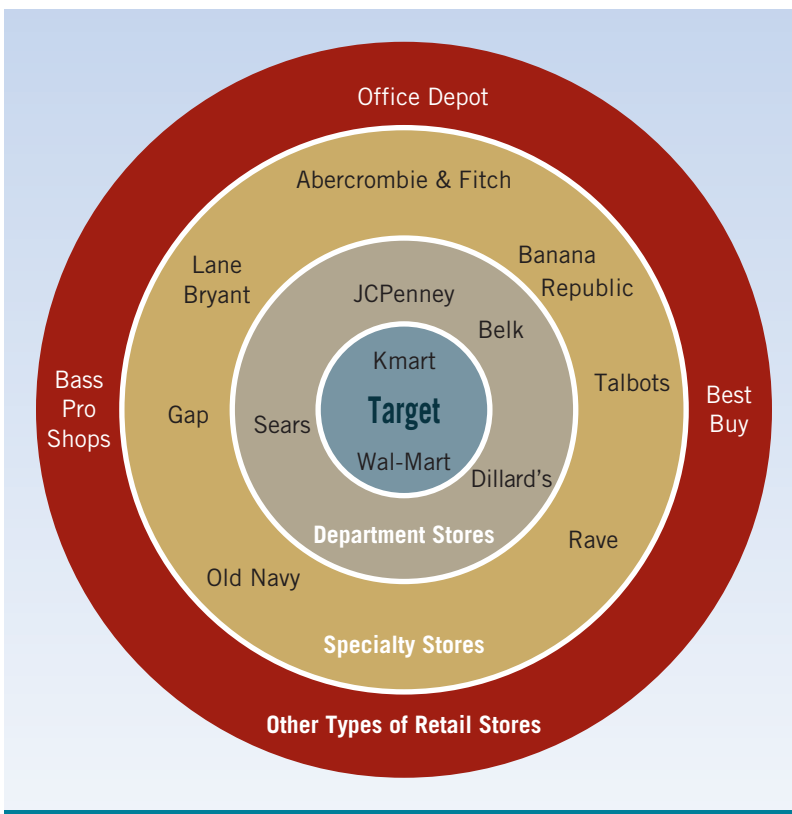 Office Depot
Abercrombie & Fitch
Lane
Bryant
Banana
Republic
JCPenney
Belk
Kmart
Bass
Pro
Shops
Gap
Sears
Target
Talbots
Best
Buy
Wal-Mart
Dillard's
Department Stores
Rave
Old Navy
Specialty Stores
Other Types of Retail Stores